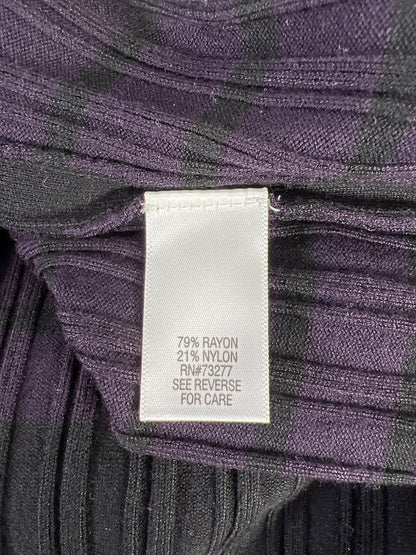 79% RAYON
21% NYLON
RN#73277
SEE REVERSE
FOR CARE